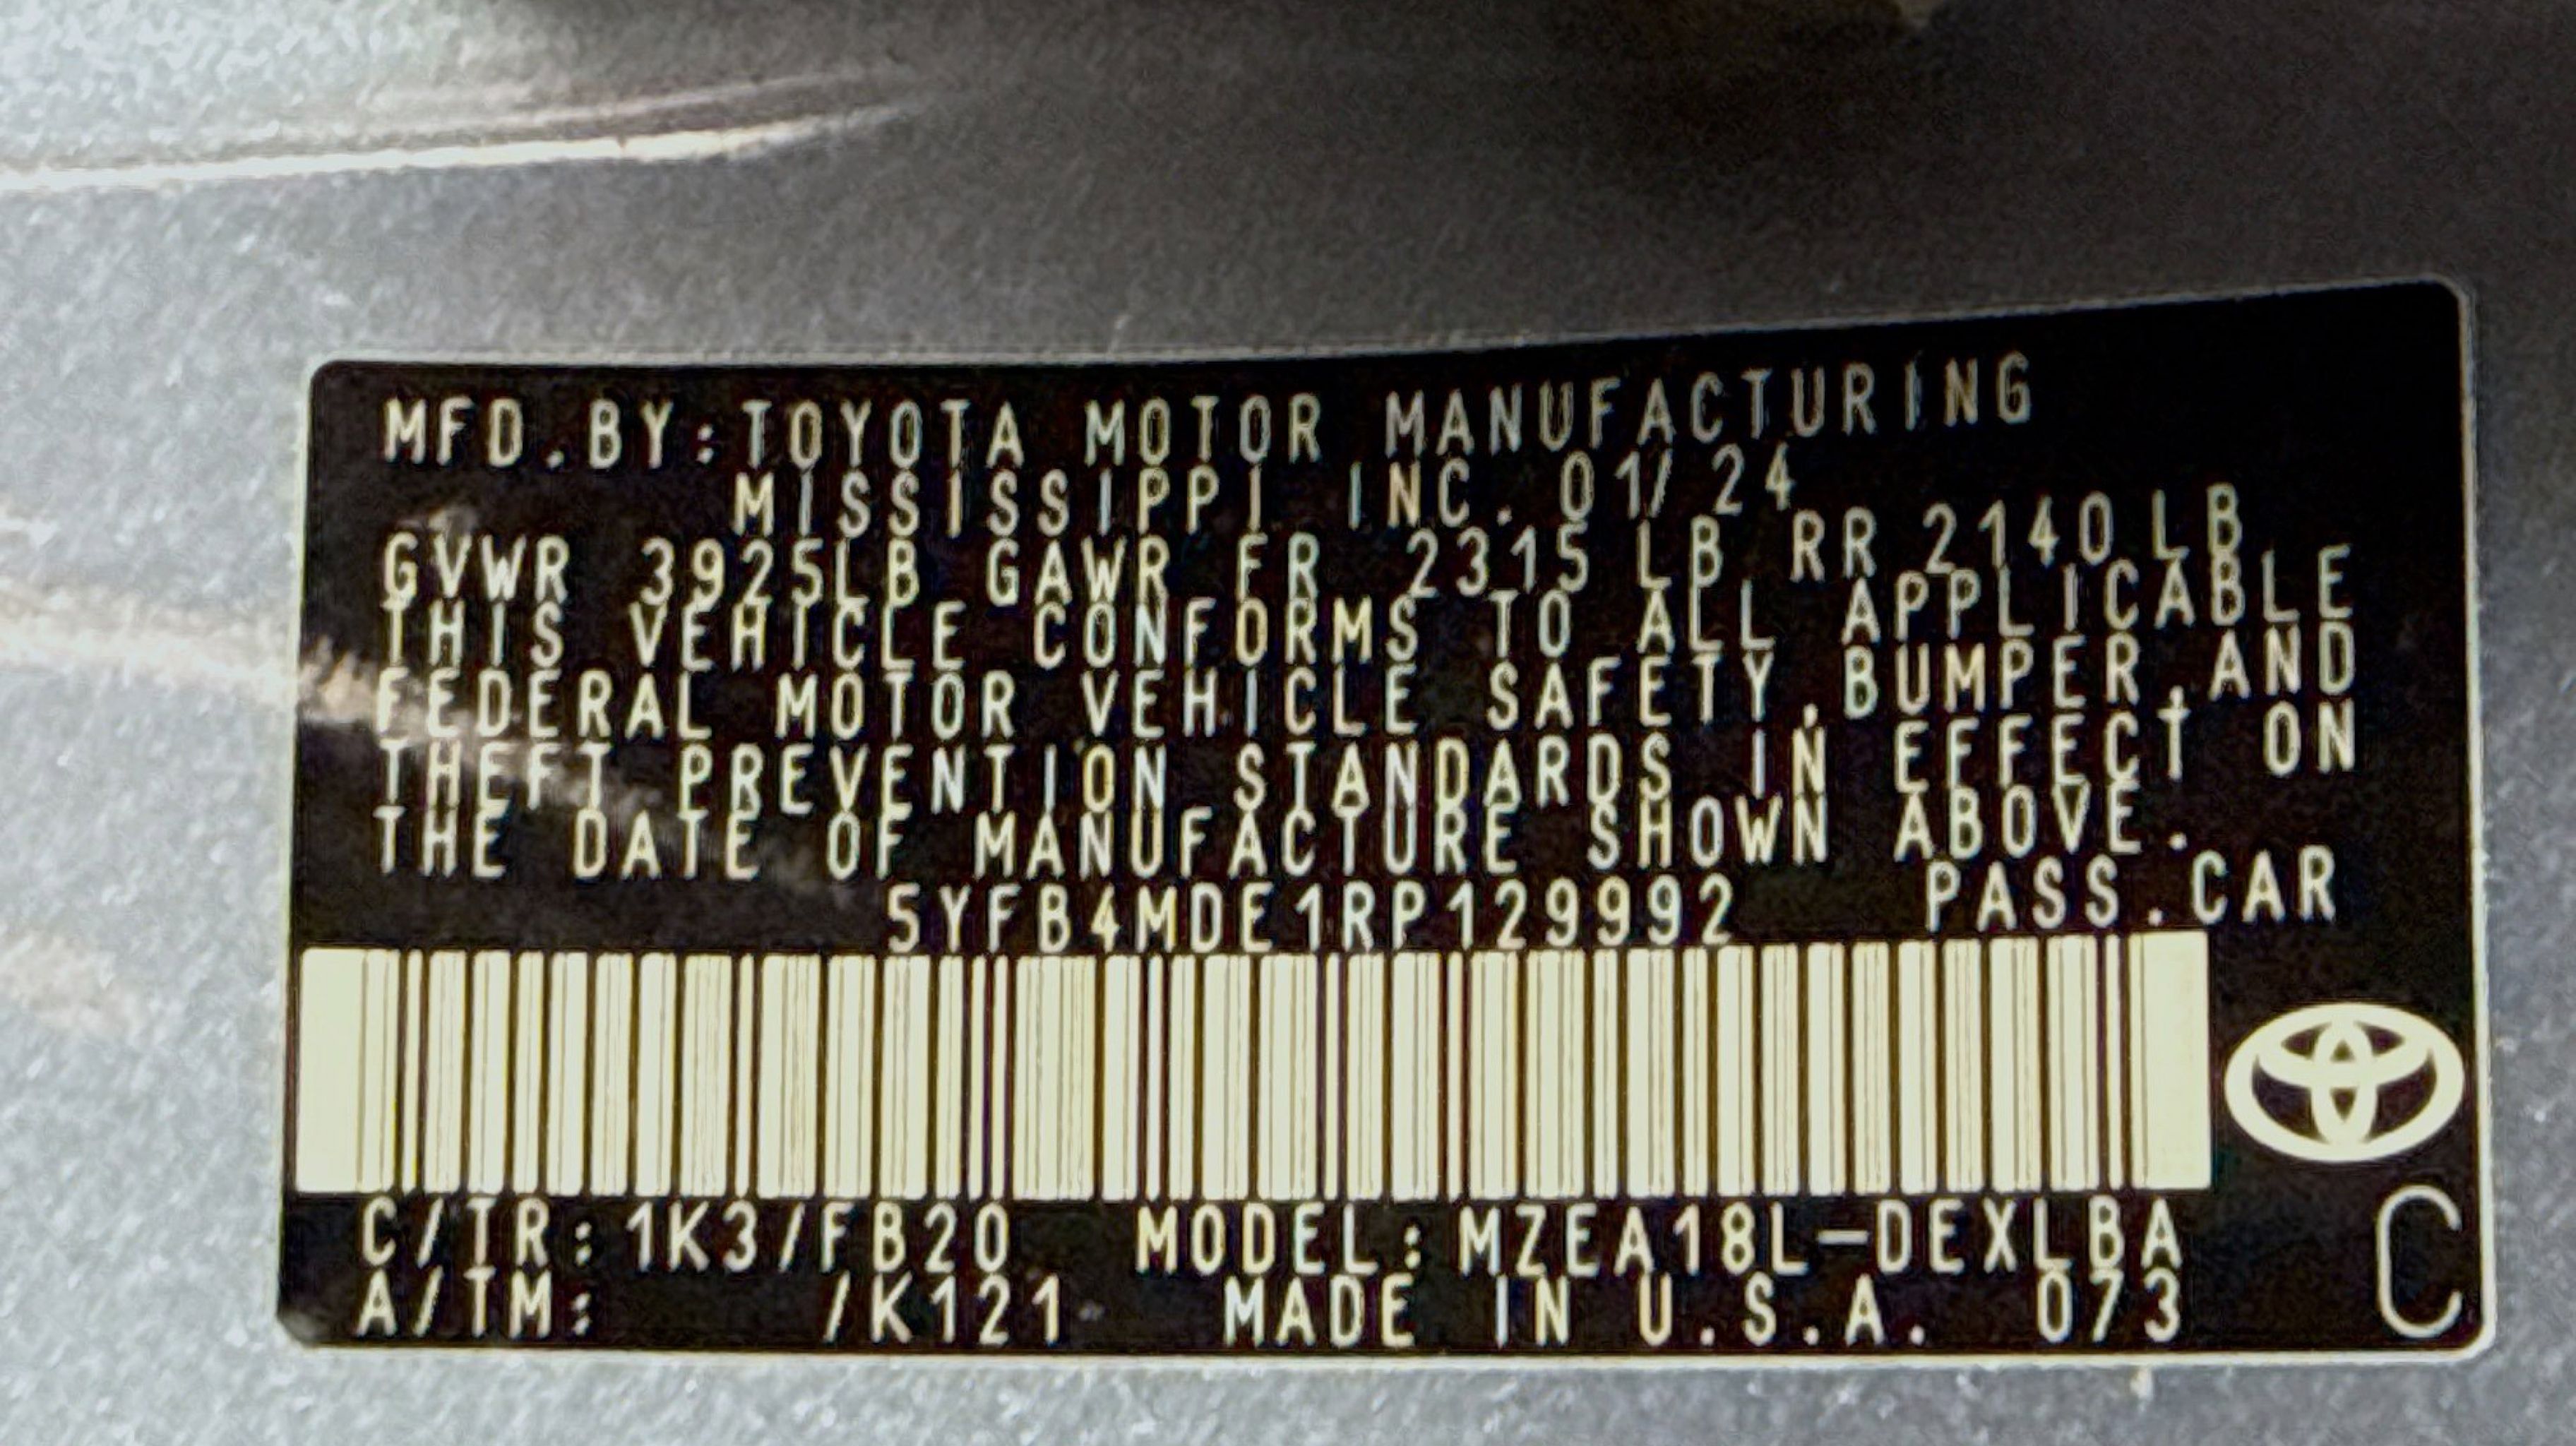 MFD.BY:TOYOTA MOTOR MANUFACTURING
MISSISSIPPI INC. 01/24
GVWR 3925LB GAWR FR 2315 LB RR 2140LB
THIS VEHICLE CONFORMS TO ALL APPLICABLE
FEDERAL MOTOR VEHICLE SAFETY,BUMPER,AND
THEFT PREVENTION STANDARDS IN EFFECT ON
THE DATE OF MANUFACTURE SHOWN ABOVE.
5YFB4MDE1RP129992 PASS.CAR
C/TR:1K3/FB20 MODEL:MZEA18L-DEXLBA
A/TM: /K121 MADE IN U.S.A. 073
C